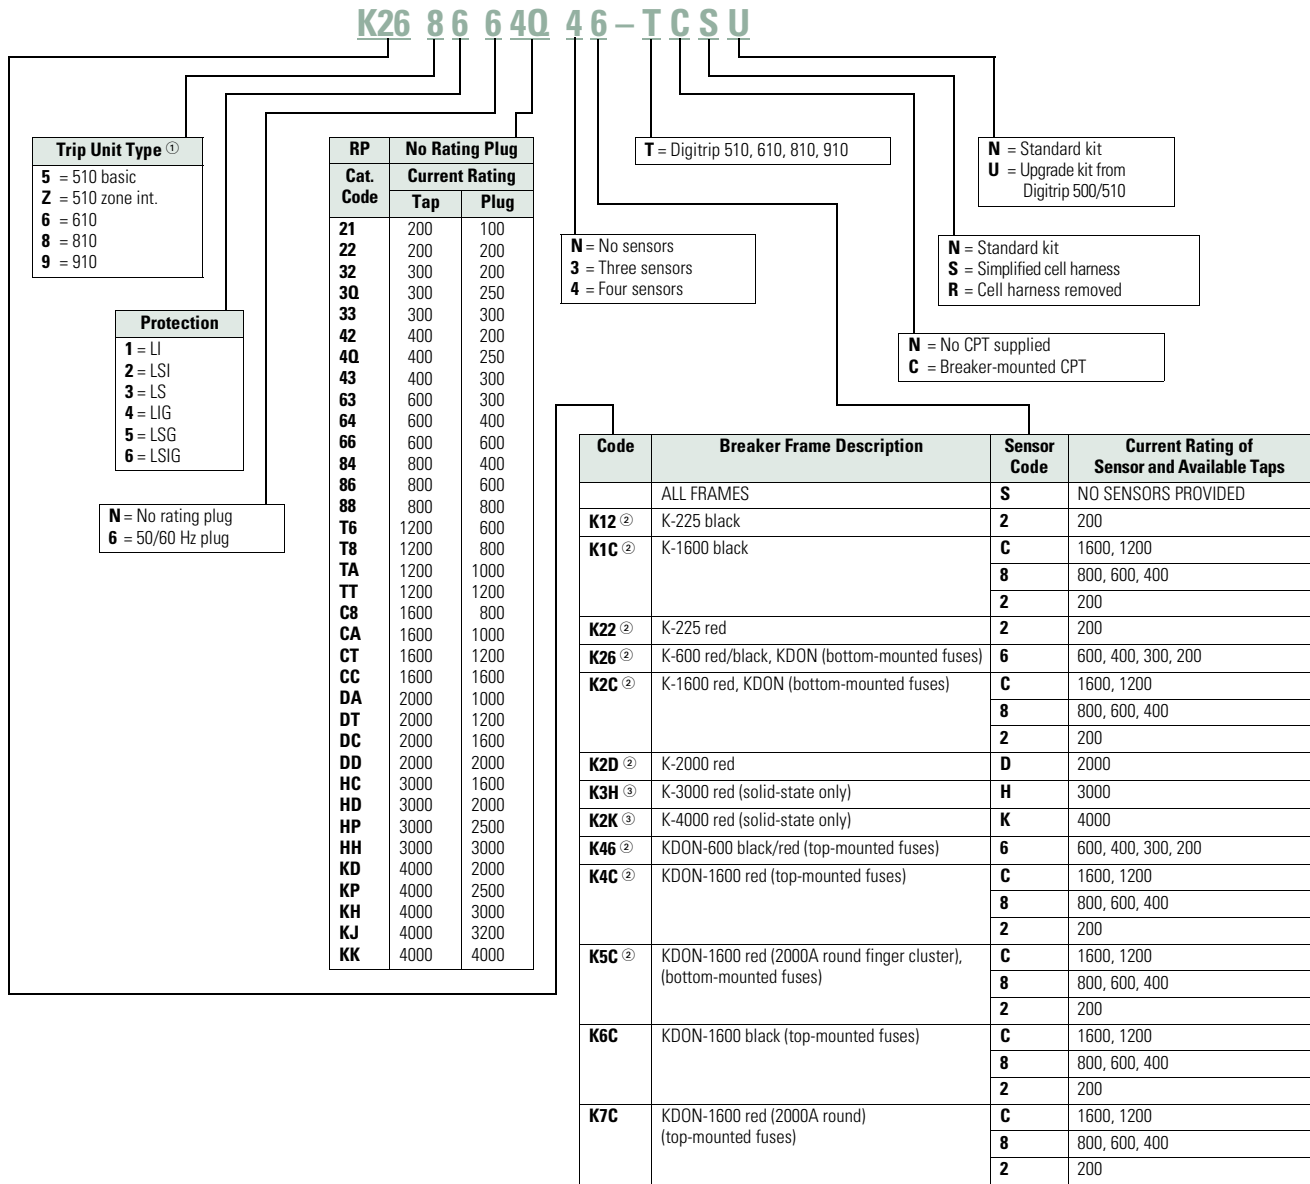 K26 8 6 6 4Q 4 6 – T C S U
Trip Unit Type ①
5 = 510 basic
Z = 510 zone int.
6 = 610
8 = 810
9 = 910
Protection
1 = LI
2 = LSI
3 = LS
4 = LIG
5 = LSG
6 = LSIG
N = No rating plug
6 = 50/60 Hz plug
RP No Rating Plug
Cat. Code Current Rating
Tap Plug
21 200 100
22 200 200
32 300 200
3Q 300 250
33 300 300
42 400 200
4Q 400 250
43 400 300
63 600 300
64 600 400
66 600 600
84 800 400
86 800 600
88 800 800
T6 1200 600
T8 1200 800
TA 1200 1000
TT 1200 1200
C8 1600 800
CA 1600 1000
CT 1600 1200
CC 1600 1600
DA 2000 1000
DT 2000 1200
DC 2000 1600
DD 2000 2000
HC 3000 1600
HD 3000 2000
HP 3000 2500
HH 3000 3000
KD 4000 2000
KP 4000 2500
KH 4000 3000
KJ 4000 3200
KK 4000 4000
T = Digitrip 510, 610, 810, 910
N = No sensors
3 = Three sensors
4 = Four sensors
N = Standard kit
U = Upgrade kit from
Digitrip 500/510
N = Standard kit
S = Simplified cell harness
R = Cell harness removed
N = No CPT supplied
C = Breaker-mounted CPT
Code Breaker Frame Description Sensor Code Current Rating of Sensor and Available Taps
ALL FRAMES S NO SENSORS PROVIDED
K12 ② K-225 black 2 200
K1C ② K-1600 black C 1600, 1200
8 800, 600, 400
2 200
K22 ② K-225 red 2 200
K26 ② K-600 red/black, KDON (bottom-mounted fuses) 6 600, 400, 300, 200
K2C ② K-1600 red, KDON (bottom-mounted fuses) C 1600, 1200
8 800, 600, 400
2 200
K2D ② K-2000 red D 2000
K3H ③ K-3000 red (solid-state only) H 3000
K2K ③ K-4000 red (solid-state only) K 4000
K46 ② KDON-600 black/red (top-mounted fuses) 6 600, 400, 300, 200
K4C ② KDON-1600 red (top-mounted fuses) C 1600, 1200
8 800, 600, 400
2 200
K5C ② KDON-1600 red (2000A round finger cluster), C 1600, 1200
(bottom-mounted fuses) 8 800, 600, 400
2 200
K6C KDON-1600 black (top-mounted fuses) C 1600, 1200
8 800, 600, 400
2 200
K7C KDON-1600 red (2000A round) C 1600, 1200
(top-mounted fuses) 8 800, 600, 400
2 200